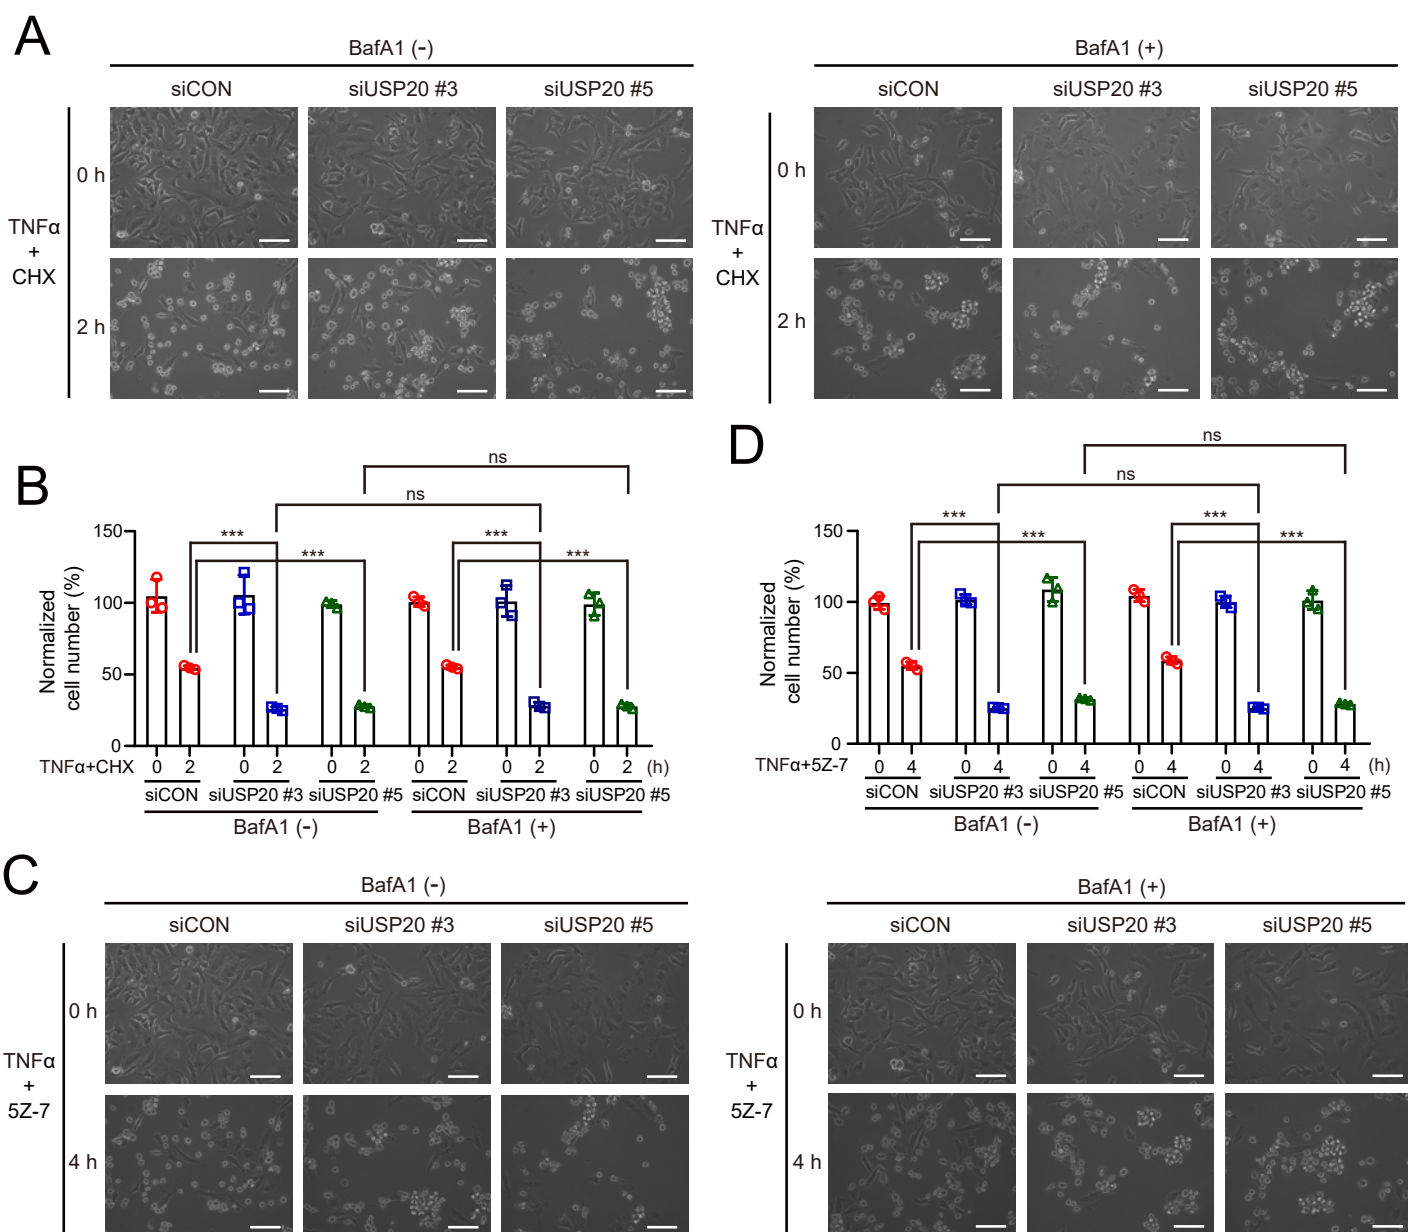 A
BafA1 (-)
siCON siUSP20 #3 siUSP20 #5
0 h
TNFα
+
CHX
2 h
BafA1 (+)
siCON siUSP20 #3 siUSP20 #5
0 h
TNFα
+
CHX
2 h
B
ns
ns
*** ***
*** ***
Normalized
cell number (%)
150
100
50
0
TNFα+CHX 0 2 0 2 0 2 0 2 0 2 0 2 (h)
siCON siUSP20 #3 siUSP20 #5 siCON siUSP20 #3 siUSP20 #5
BafA1 (-) BafA1 (+)
D
ns
ns
*** ***
*** ***
Normalized
cell number (%)
150
100
50
0
TNFα+5Z-7 0 4 0 4 0 4 0 4 0 4 0 4 (h)
siCON siUSP20 #3 siUSP20 #5 siCON siUSP20 #3 siUSP20 #5
BafA1 (-) BafA1 (+)
C
BafA1 (-)
siCON siUSP20 #3 siUSP20 #5
0 h
TNFα
+
5Z-7
4 h
BafA1 (+)
siCON siUSP20 #3 siUSP20 #5
0 h
TNFα
+
5Z-7
4 h